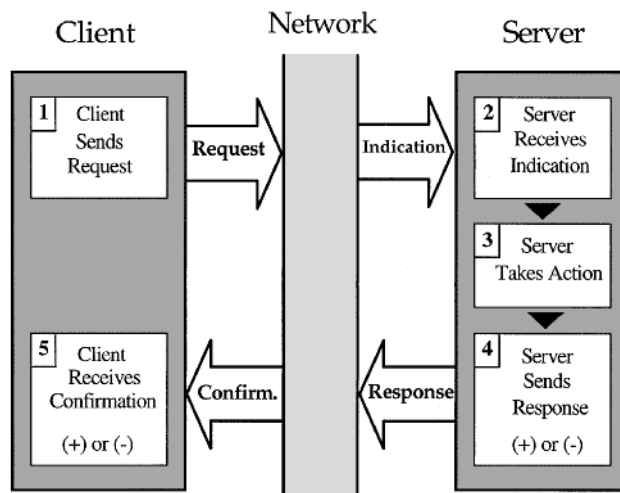 Client
Network
Server
1
Client
Sends
Request
Request
Indication
2
Server
Receives
Indication
3
Server
Takes Action
5
Client
Receives
Confirmation
(+) or (-)
Confirm.
Response
4
Server
Sends
Response
(+) or (-)